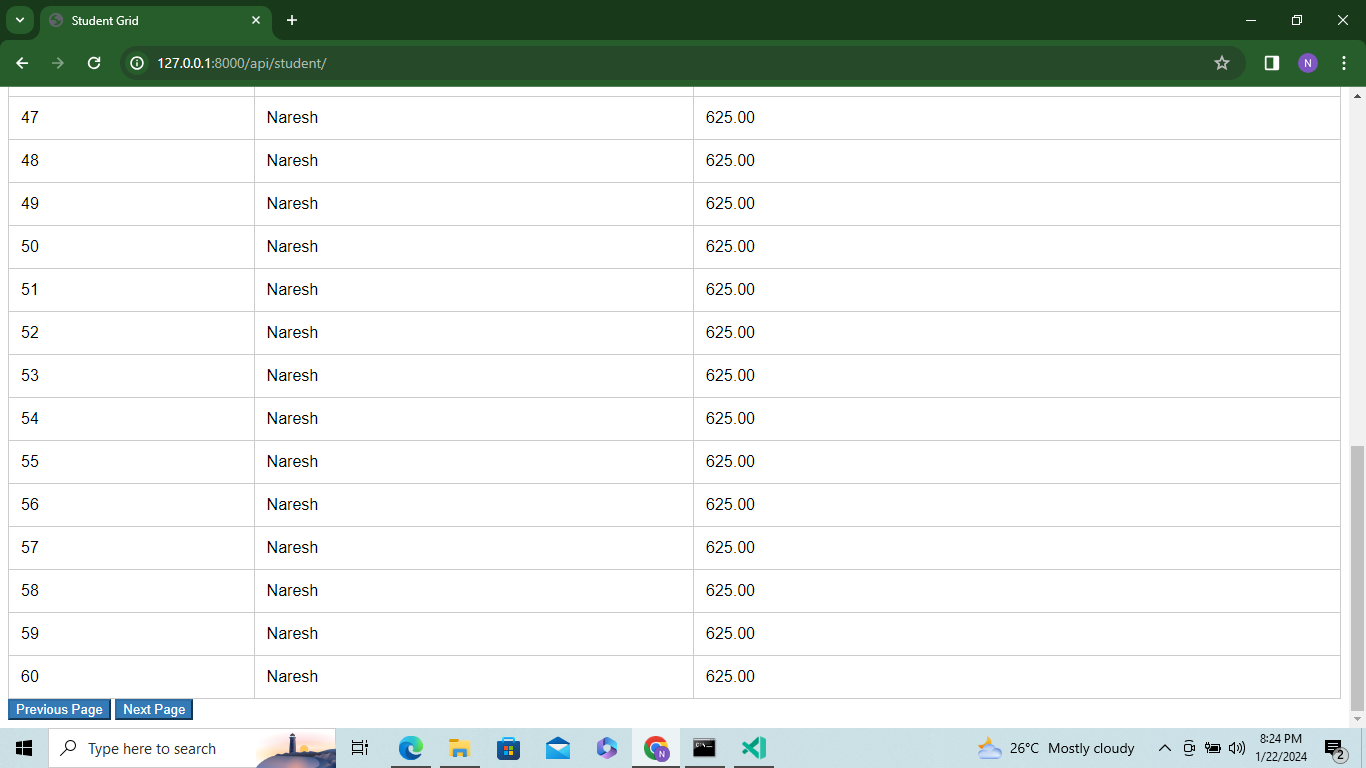 Student Grid
127.0.0.1:8000/api/student/
N
47 Naresh 625.00
48 Naresh 625.00
49 Naresh 625.00
50 Naresh 625.00
51 Naresh 625.00
52 Naresh 625.00
53 Naresh 625.00
54 Naresh 625.00
55 Naresh 625.00
56 Naresh 625.00
57 Naresh 625.00
58 Naresh 625.00
59 Naresh 625.00
60 Naresh 625.00
Previous Page Next Page
Type here to search
N
26°C Mostly cloudy
8:24 PM
1/22/2024
2